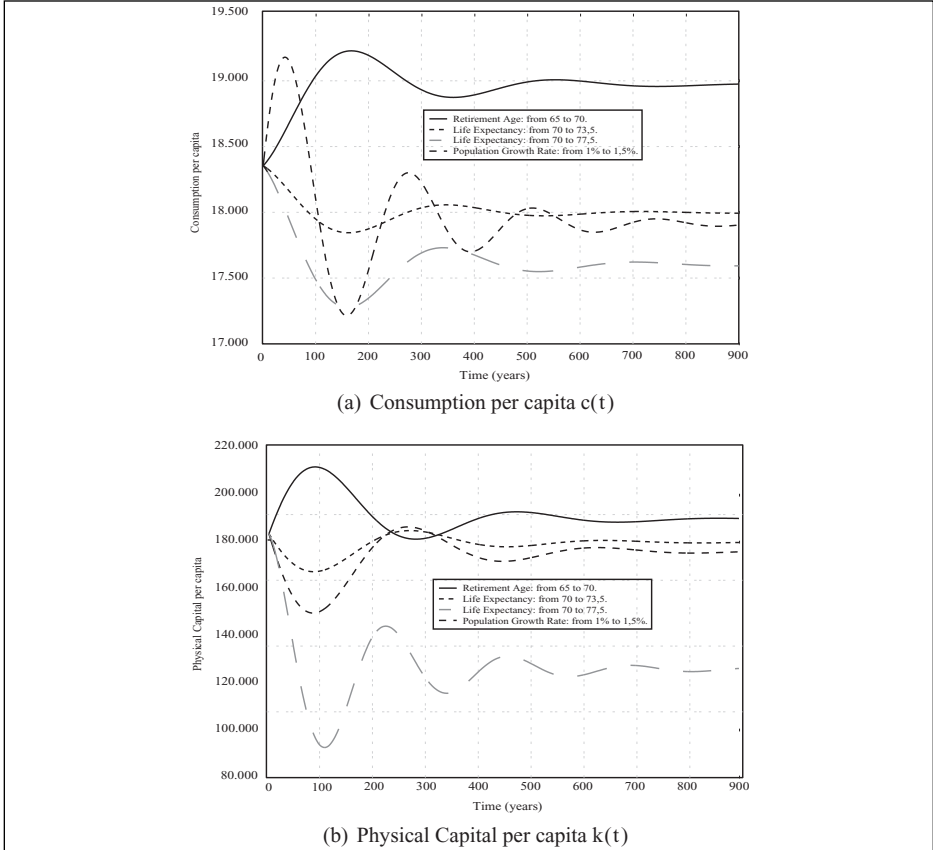 19.500
19.000
18.500
18.000
17.500
17.000
Consumption per capita
Retirement Age: from 65 to 70.
Life Expectancy: from 70 to 73,5.
Life Expectancy: from 70 to 77,5.
Population Growth Rate: from 1% to 1,5%.
0 100 200 300 400 500 600 700 800 900
Time (years)
(a) Consumption per capita c(t)
220.000
200.000
180.000
160.000
140.000
120.000
100.000
80.000
Physical Capital per capita
Retirement Age: from 65 to 70.
Life Expectancy: from 70 to 73,5.
Life Expectancy: from 70 to 77,5.
Population Growth Rate: from 1% to 1,5%.
0 100 200 300 400 500 600 700 800 900
Time (years)
(b) Physical Capital per capita k(t)